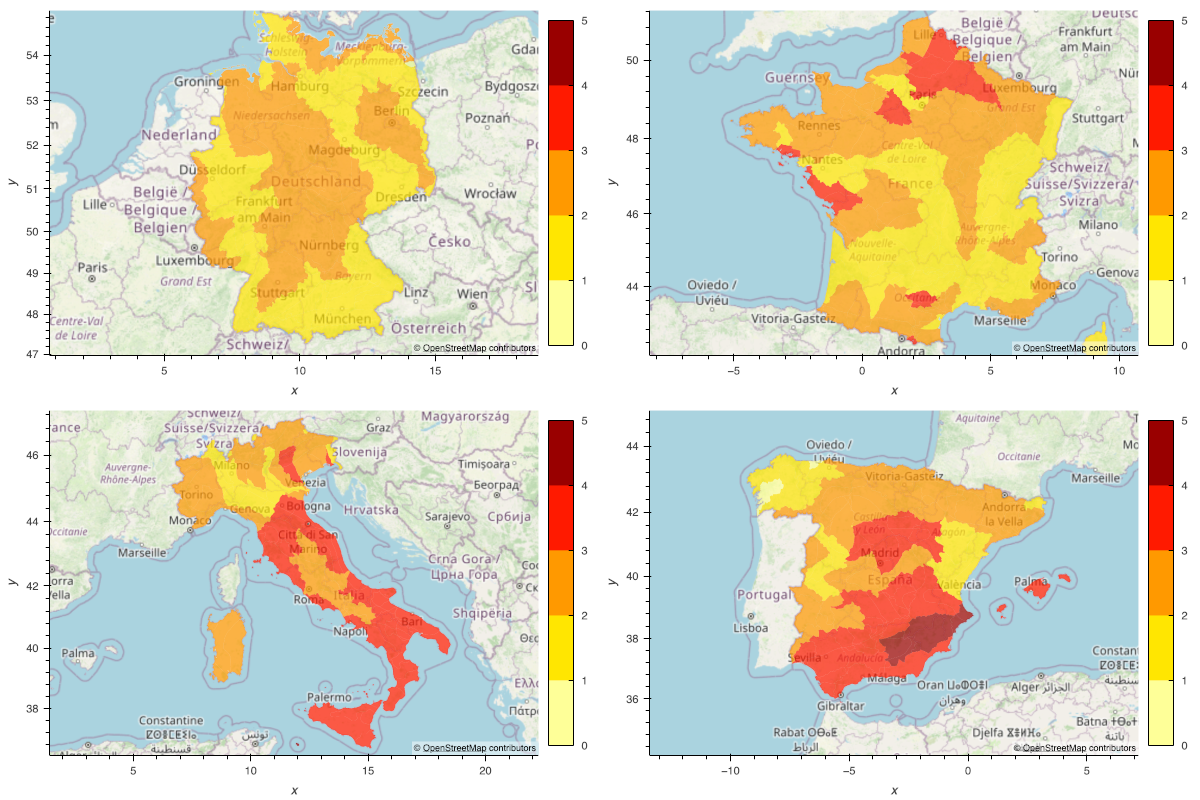 54
53
52
51
50
49
48
47
y
5
10
15
x
Groningen
Nederland
Düsseldorf
België /
Belgique /
Belgien
Lille
Luxembourg
Paris
Grand Est
Centre-Val
de Loire
Schleswig-
Holstein
Mecklenburg-
Vorpommern
Hamburg
Szczecin
Gdań
Bydgoszcz
Niedersachsen
Berlin
Poznań
Magdeburg
Deutschland
Dresden
Wrocław
Frankfurt
am Main
Nürnberg
Česko
Bayern
Stuttgart
München
Linz
Wien
Österreich
Schweiz/
© OpenStreetMap contributors
5
4
3
2
1
0
50
48
46
44
y
−5
0
5
10
x
Guernsey
Lille
België /
Belgique /
Belgien
Deutsc
Frankfurt
am Main
Nür
Luxembourg
Paris
Grand Est
Stuttgart
Rennes
Centre-Val
de Loire
Nantes
France
Schweiz/
Suisse/Svizzera/
Svizra
Milano
Nouvelle-
Aquitaine
Auvergne-
Rhône-Alpes
Torino
Genova
Oviedo /
Uviéu
Vitoria-Gasteiz
Occitanie
Monaco
Marseille
Andorra
© OpenStreetMap contributors
5
4
3
2
1
0
46
44
42
40
38
y
5
10
15
20
x
Schweiz/
Suisse/Svizzera/
Svizra
ance
Graz
Magyarország
Slovenija
Timișoara
Auvergne-
Rhône-Alpes
Milano
Venezia
Београд
Torino
Genova
Bologna
Hrvatska
Monaco
Occitanie
Sarajevo
Србија
Città di San
Marino
Marseille
Crna Gora /
Црна Гора
orra
Vella
Roma
Italia
Shqipëria
Napoli
Bari
Palma
Palermo
Constantine
تونس
قسنطينة
© OpenStreetMap contributors
5
4
3
2
1
0
44
42
40
38
36
y
−10
−5
0
5
x
Aquitaine
Occitanie
Oviedo /
Uviéu
Vitoria-Gasteiz
Marseille
Mo
Andorra
la Vella
Castilla
y León
Aragón
Madrid
España
València
Palma
Portugal
Lisboa
Sevilla
Andalucía
Málaga
Gibraltar
Oran
وهران
Alger الجزائر
Constant
Rabat
الرباط
Djelfa
Batna
باتنة
© OpenStreetMap contributors
5
4
3
2
1
0